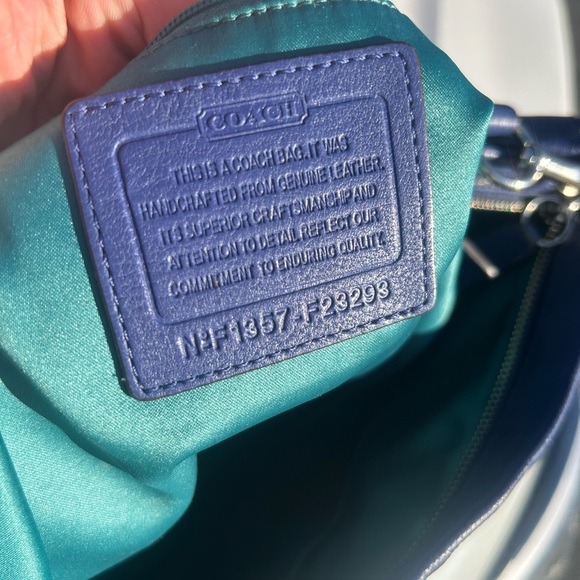 COACH
THIS IS A COACH BAG. IT WAS
HANDCRAFTED FROM GENUINE LEATHER.
ITS SUPERIOR CRAFTSMANSHIP AND
ATTENTION TO DETAIL REFLECT OUR
COMMITMENT TO ENDURING QUALITY.
Nº F1357-F23293